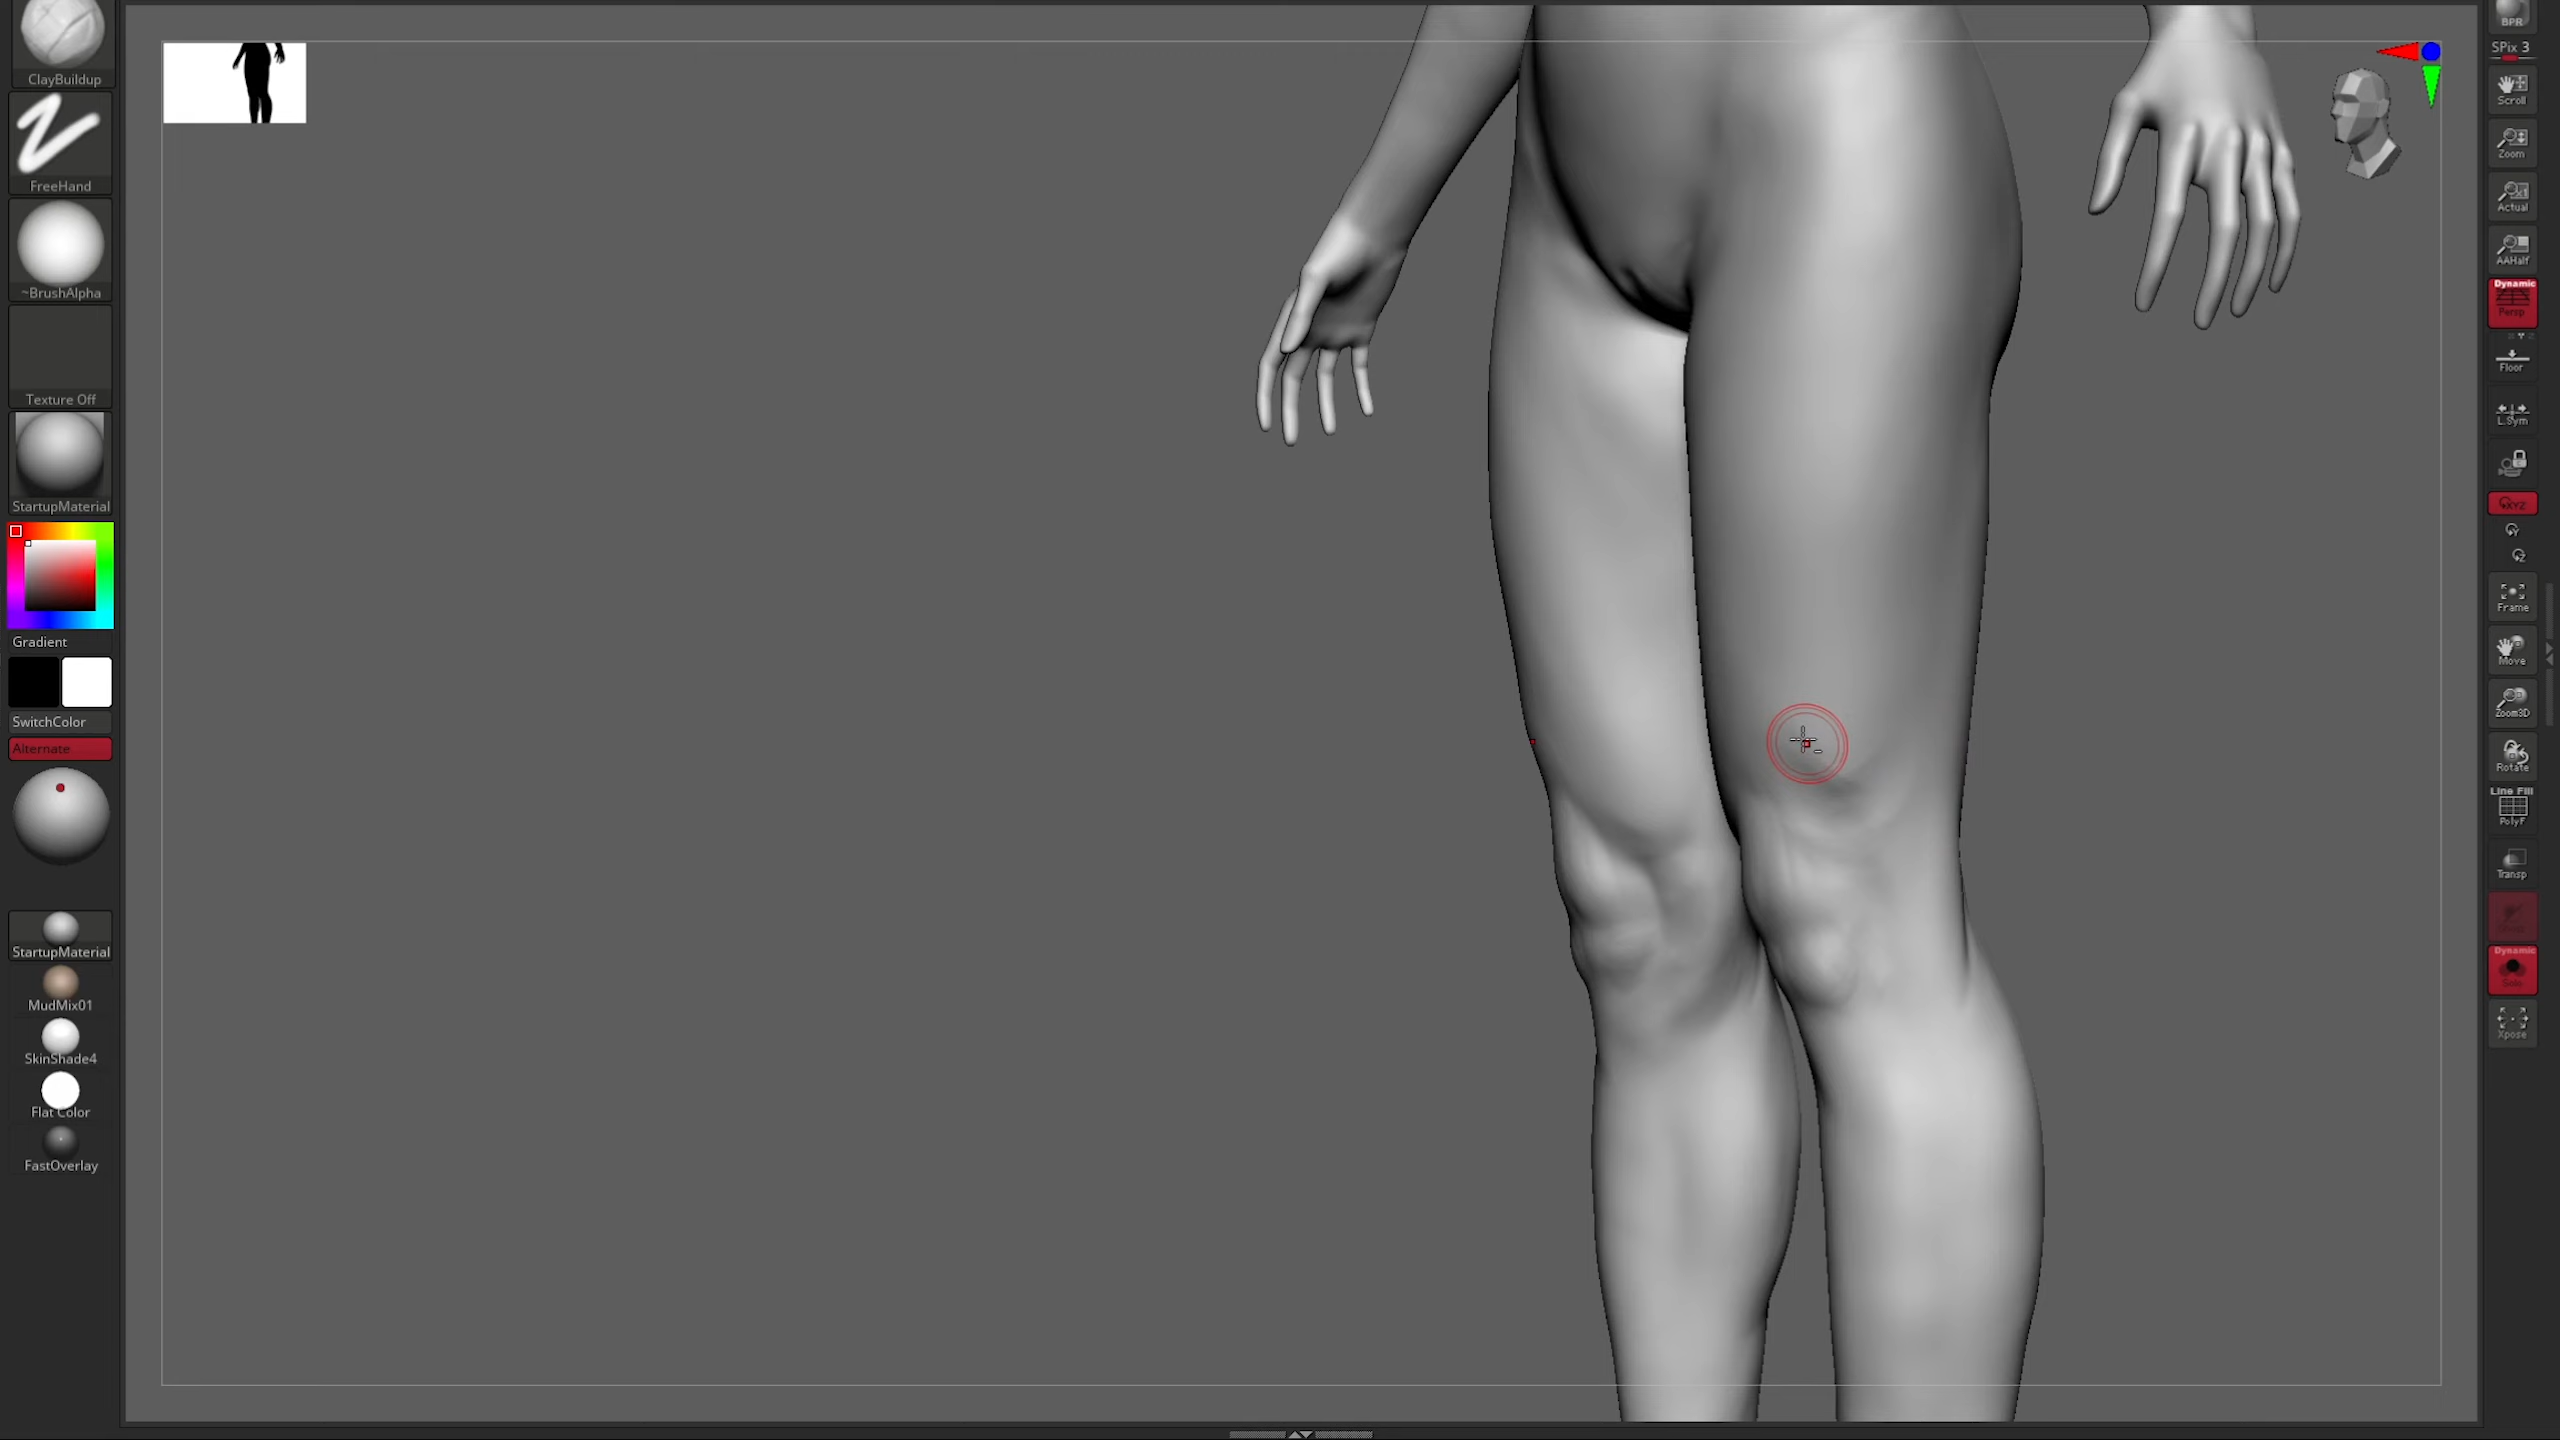 ClayBuildup
FreeHand
~BrushAlpha
Texture Off
StartupMaterial
Gradient
SwitchColor
Alternate
StartupMaterial
MudMix01
SkinShade4
Flat Color
FastOverlay
BPR
SPix 3
Scroll
Zoom
Actual
AAHalf
Dynamic
Persp
Floor
L.Sym
XYZ
Frame
Move
Zoom3D
Rotate
Line Fill
PolyF
Transp
Dynamic
Solo
Xpose